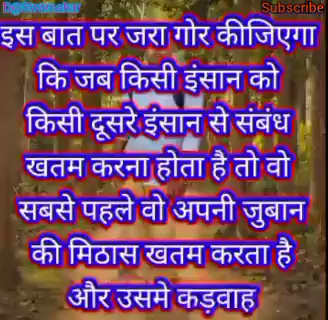 Subscribe
इस बात पर जरा गोर कीजिएगा
कि जब किसी इंसान को
किसी दूसरे इंसान से संबंध
खतम करना होता है तो वो
सबसे पहले वो अपनी जुबान
की मिठास खतम करता है
और उसमे कड़वाह